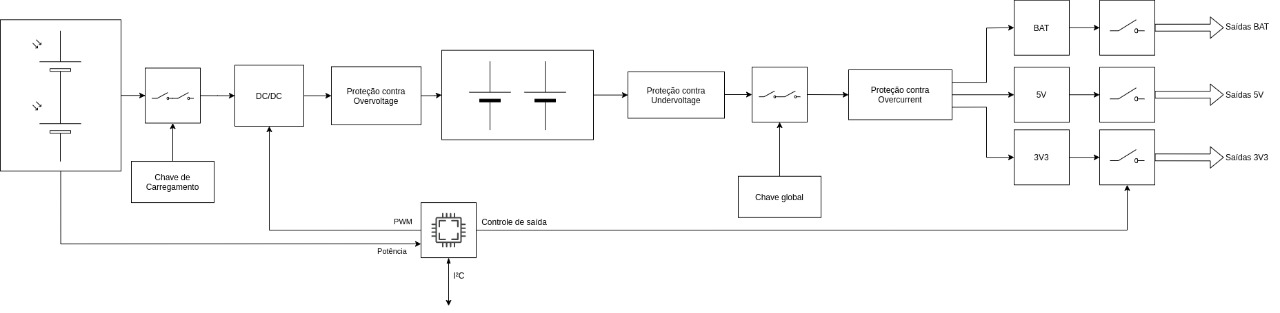 BAT
Saídas BAT
DC/DC
Proteção contra
Overvoltage
Proteção contra
Undervoltage
Proteção contra
Overcurrent
5V
Saídas 5V
3V3
Saídas 3V3
Chave de
Carregamento
Chave global
PWM
Controle de saída
Potência
I²C